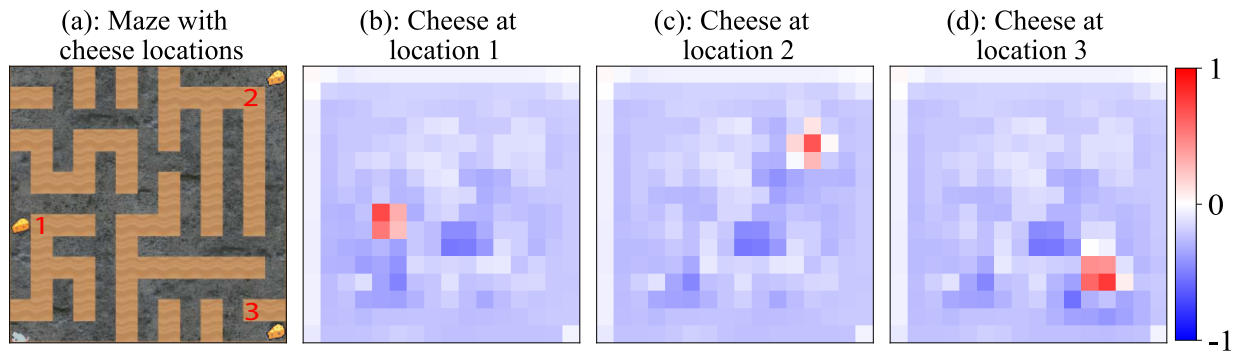 (a): Maze with
cheese locations
(b): Cheese at
location 1
(c): Cheese at
location 2
(d): Cheese at
location 3
2
1
3
1
0
-1